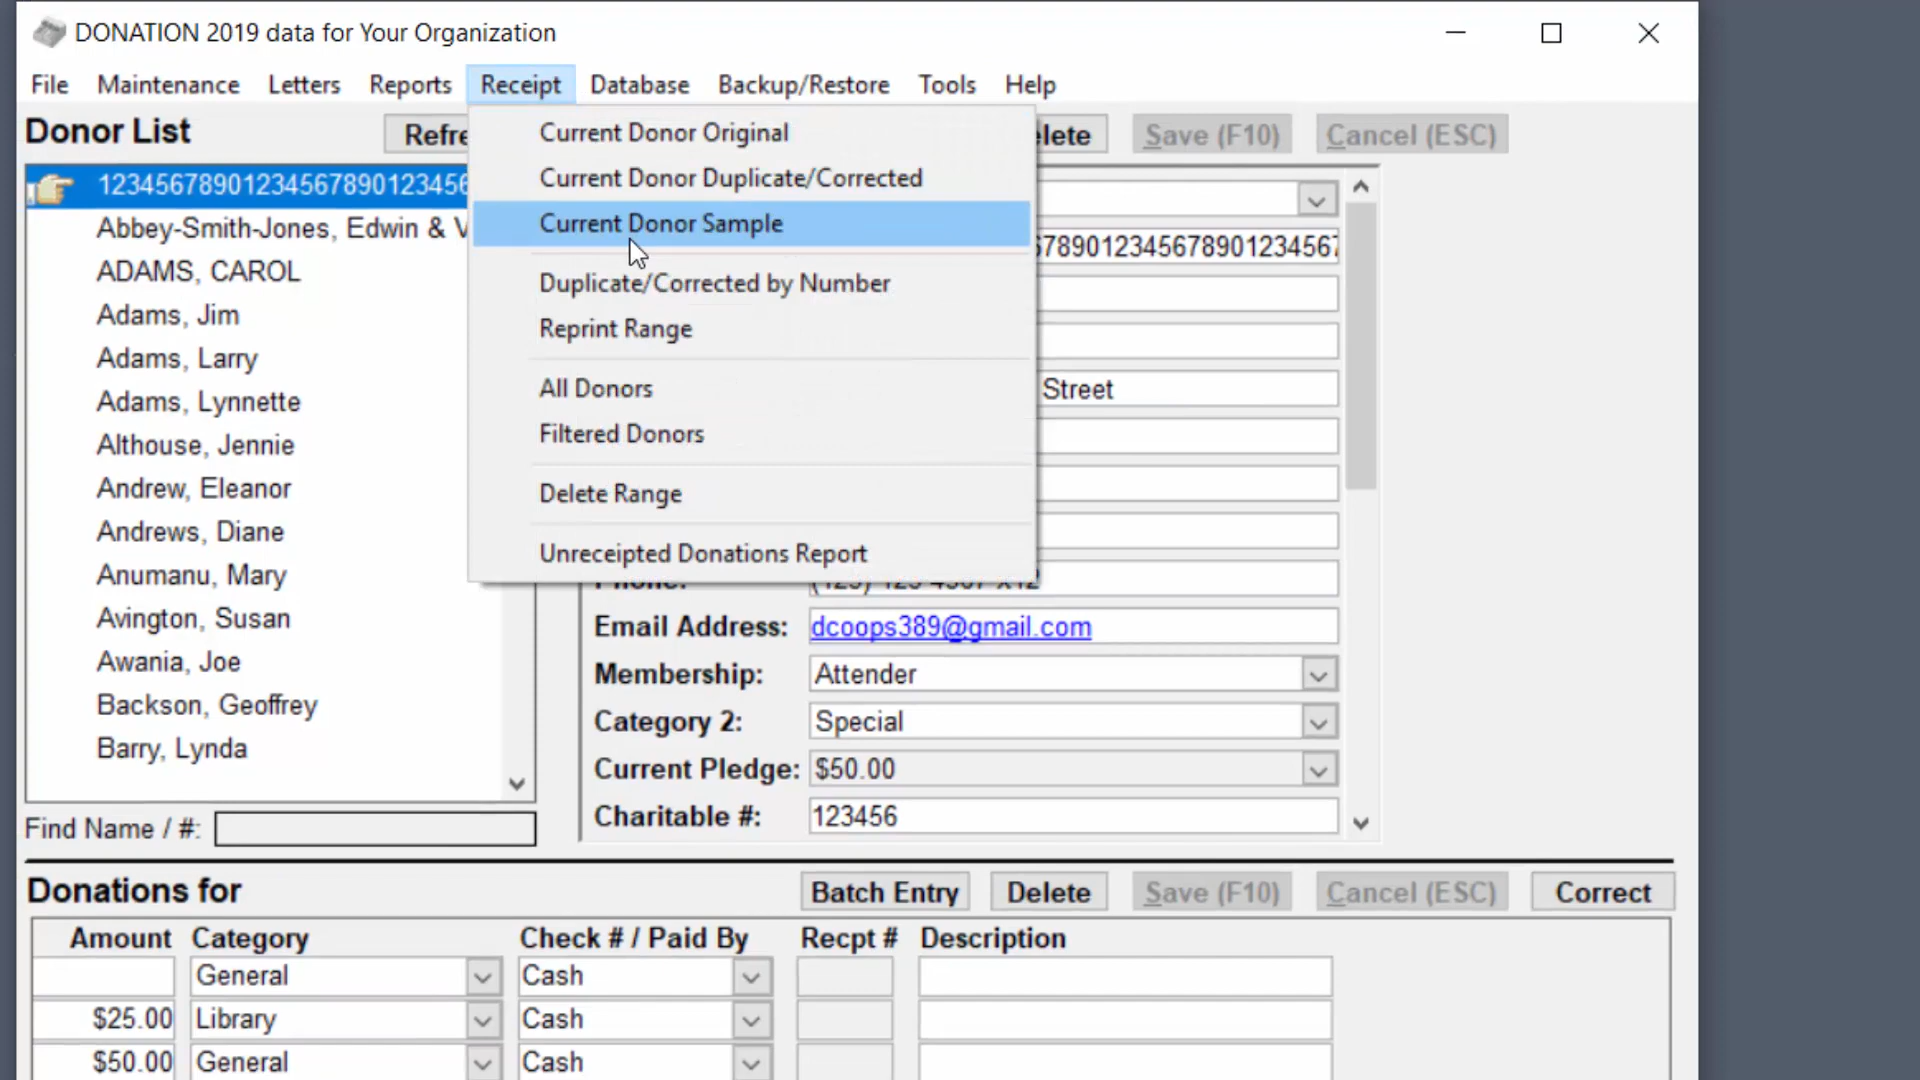 DONATION 2019 data for Your Organization
File Maintenance Letters Reports Receipt Database Backup/Restore Tools Help
Donor List
Save (F10) Cancel (ESC)
Current Donor Original
Current Donor Duplicate/Corrected
Current Donor Sample
Duplicate/Corrected by Number
Reprint Range
All Donors
Filtered Donors
Delete Range
Unreceipted Donations Report
12345678901234567890123456
Abbey-Smith-Jones, Edwin & V
ADAMS, CAROL
Adams, Jim
Adams, Larry
Adams, Lynnette
Althouse, Jennie
Andrew, Eleanor
Andrews, Diane
Anumanu, Mary
Avington, Susan
Awania, Joe
Backson, Geoffrey
Barry, Lynda
Find Name / #:
78901234567890123456
Street
Phone:
Email Address: dcoops389@gmail.com
Membership: Attender
Category 2: Special
Current Pledge: $50.00
Charitable #: 123456
Donations for
Batch Entry Delete Save (F10) Cancel (ESC) Correct
Amount Category Check # / Paid By Recpt # Description
General Cash
$25.00 Library Cash
$50.00 General Cash